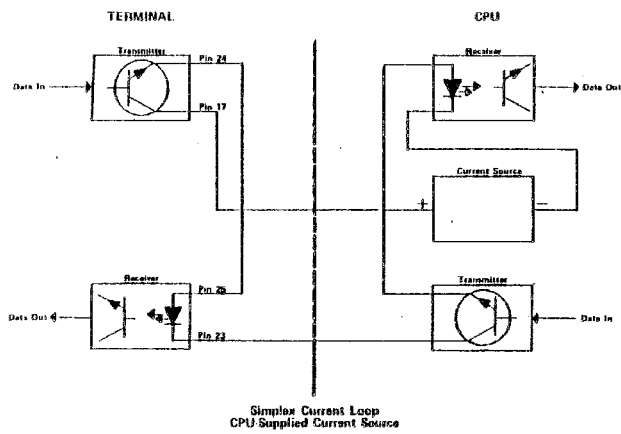 TERMINAL
CPU
Transmitter
Pin 24
Data In
Pin 17
Receiver
Data Out
Current Source
+
−
Receiver
Pin 25
Data Out
Pin 23
Transmitter
Data In
Simplex Current Loop
CPU-Supplied Current Source